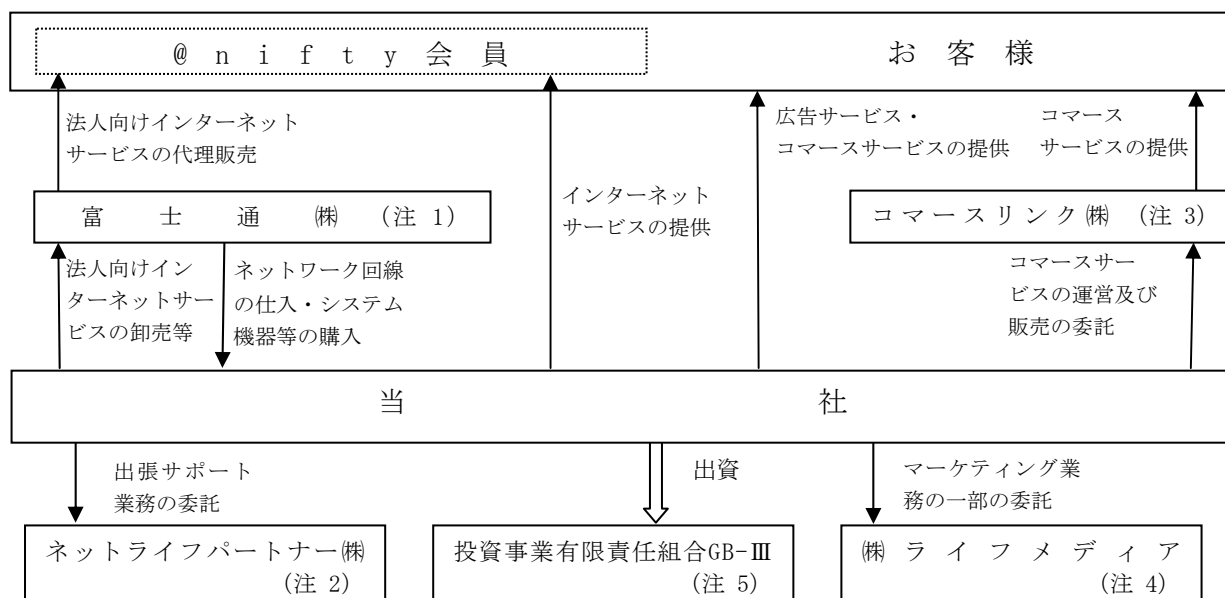 @nifty会員
お客様
法人向けインターネット
サービスの代理販売
インターネット
サービスの提供
広告サービス・
コマースサービスの提供
コマース
サービスの提供
富士通㈱（注 1）
コマースリンク㈱（注 3）
法人向けイン
ターネットサー
ビスの卸売等
ネットワーク回線
の仕入・システム
機器等の購入
コマースサー
ビスの運営及び
販売の委託
当社
出張サポート
業務の委託
出資
マーケティング業
務の一部の委託
ネットライフパートナー㈱
（注 2）
投資事業有限責任組合GB-Ⅲ
（注 5）
㈱ライフメディア
（注 4）